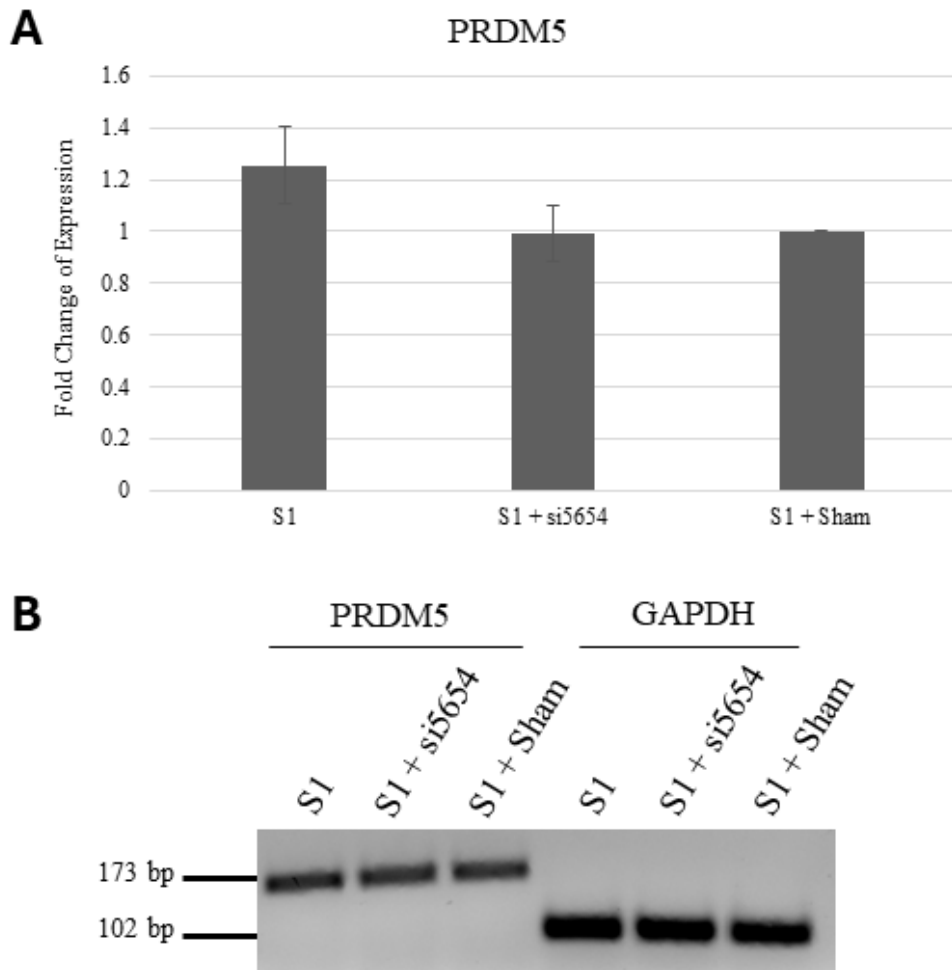 A
PRDM5
Fold Change of Expression
1.6
1.4
1.2
1
0.8
0.6
0.4
0.2
0
S1
S1 + si5654
S1 + Sham
B
PRDM5
GAPDH
S1
S1 + si5654
S1 + Sham
S1
S1 + si5654
S1 + Sham
173 bp
102 bp